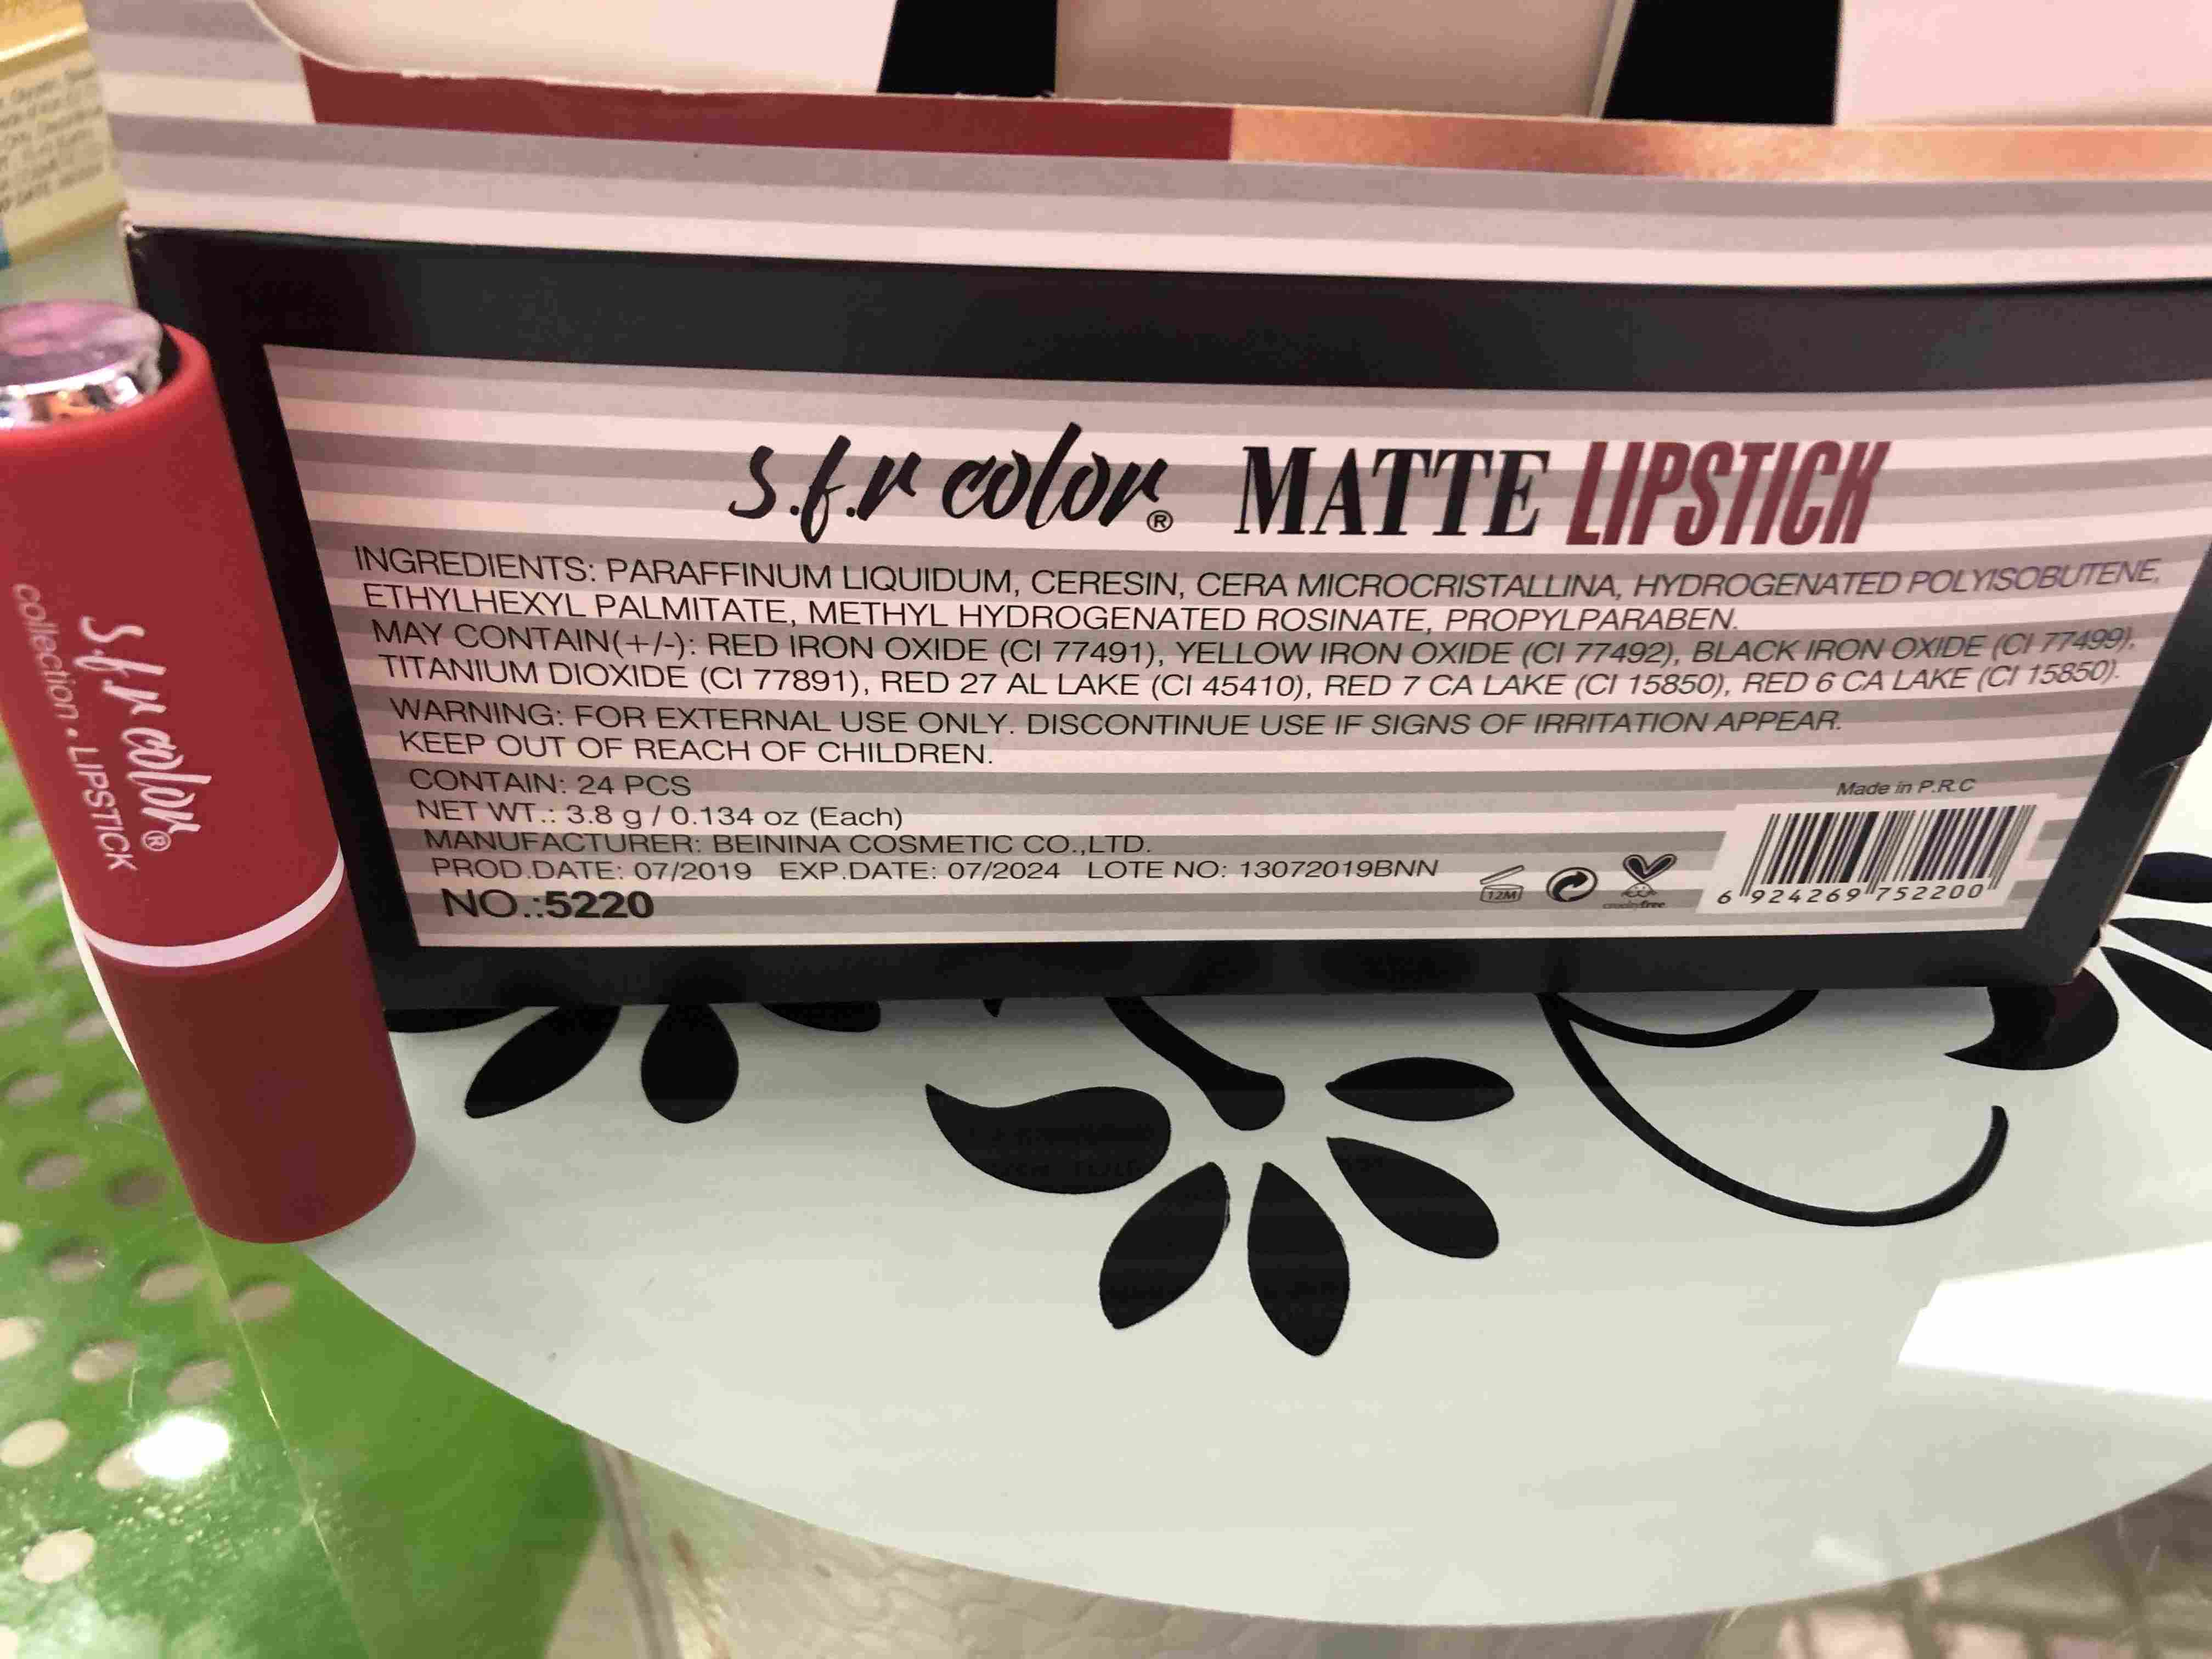 s.f.r color® MATTE LIPSTICK
INGREDIENTS: PARAFFINUM LIQUIDUM, CERESIN, CERA MICROCRISTALLINA, HYDROGENATED POLYISOBUTENE,
ETHYLHEXYL PALMITATE, METHYL HYDROGENATED ROSINATE, PROPYLPARABEN.
MAY CONTAIN(+/-): RED IRON OXIDE (CI 77491), YELLOW IRON OXIDE (CI 77492), BLACK IRON OXIDE (CI 77499),
TITANIUM DIOXIDE (CI 77891), RED 27 AL LAKE (CI 45410), RED 7 CA LAKE (CI 15850), RED 6 CA LAKE (CI 15850).
WARNING: FOR EXTERNAL USE ONLY. DISCONTINUE USE IF SIGNS OF IRRITATION APPEAR.
KEEP OUT OF REACH OF CHILDREN.
CONTAIN: 24 PCS
NET WT.: 3.8 g / 0.134 oz (Each)
MANUFACTURER: BEININA COSMETIC CO.,LTD.
PROD.DATE: 07/2019 EXP.DATE: 07/2024 LOTE NO: 13072019BNN
NO.:5220
12M
crueltyfree
Made in P.R.C
6 924269 752200
s.f.r color®
collection • LIPSTICK